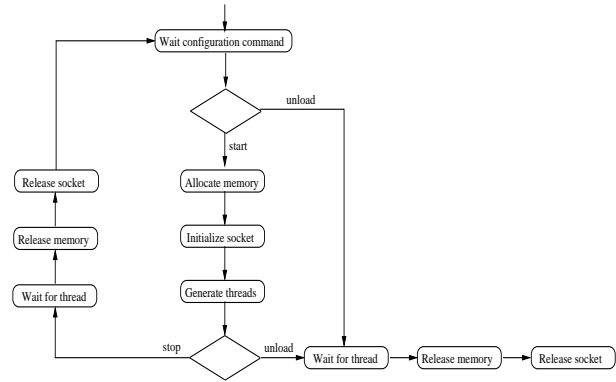 Wait configuration command
unload
start
Release socket
Allocate memory
Release memory
Initialize socket
Wait for thread
Generate threads
stop
unload
Wait for thread
Release memory
Release socket